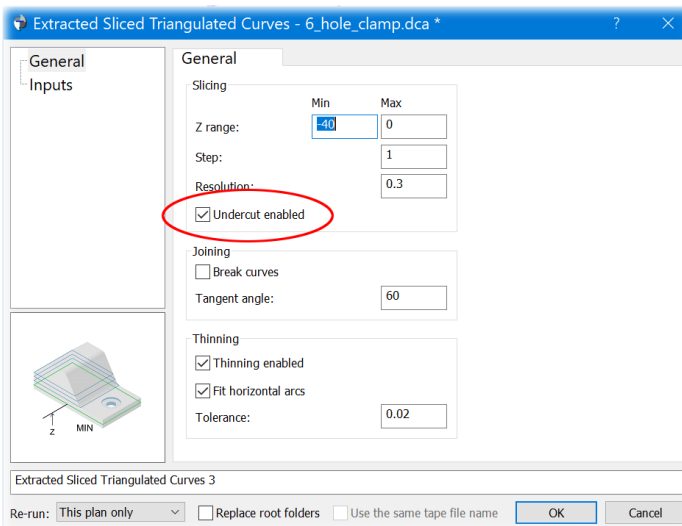 Extracted Sliced Triangulated Curves - 6_hole_clamp.dca * ?
General
Inputs
General
Slicing
Min Max
Z range: -40 0
Step: 1
Resolution: 0.3
Undercut enabled
Joining
Break curves
Tangent angle: 60
Thinning
Thinning enabled
Fit horizontal arcs
Tolerance: 0.02
Z MIN
Extracted Sliced Triangulated Curves 3
Re-run: This plan only Replace root folders Use the same tape file name OK Cancel